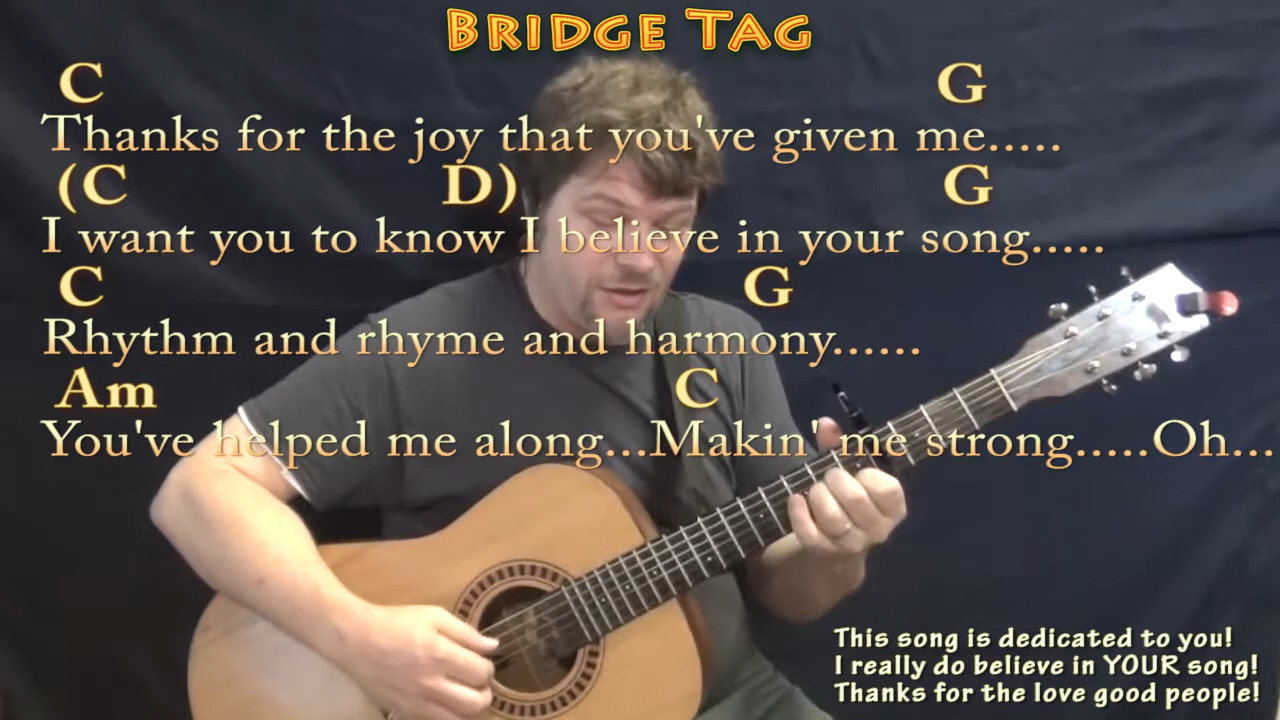 BRIDGE TAG
C G
Thanks for the joy that you've given me.....
(C D) G
I want you to know I believe in your song.....
C G
Rhythm and rhyme and harmony......
Am C
You've helped me along...Makin' me strong.....Oh...
This song is dedicated to you!
I really do believe in YOUR song!
Thanks for the love good people!